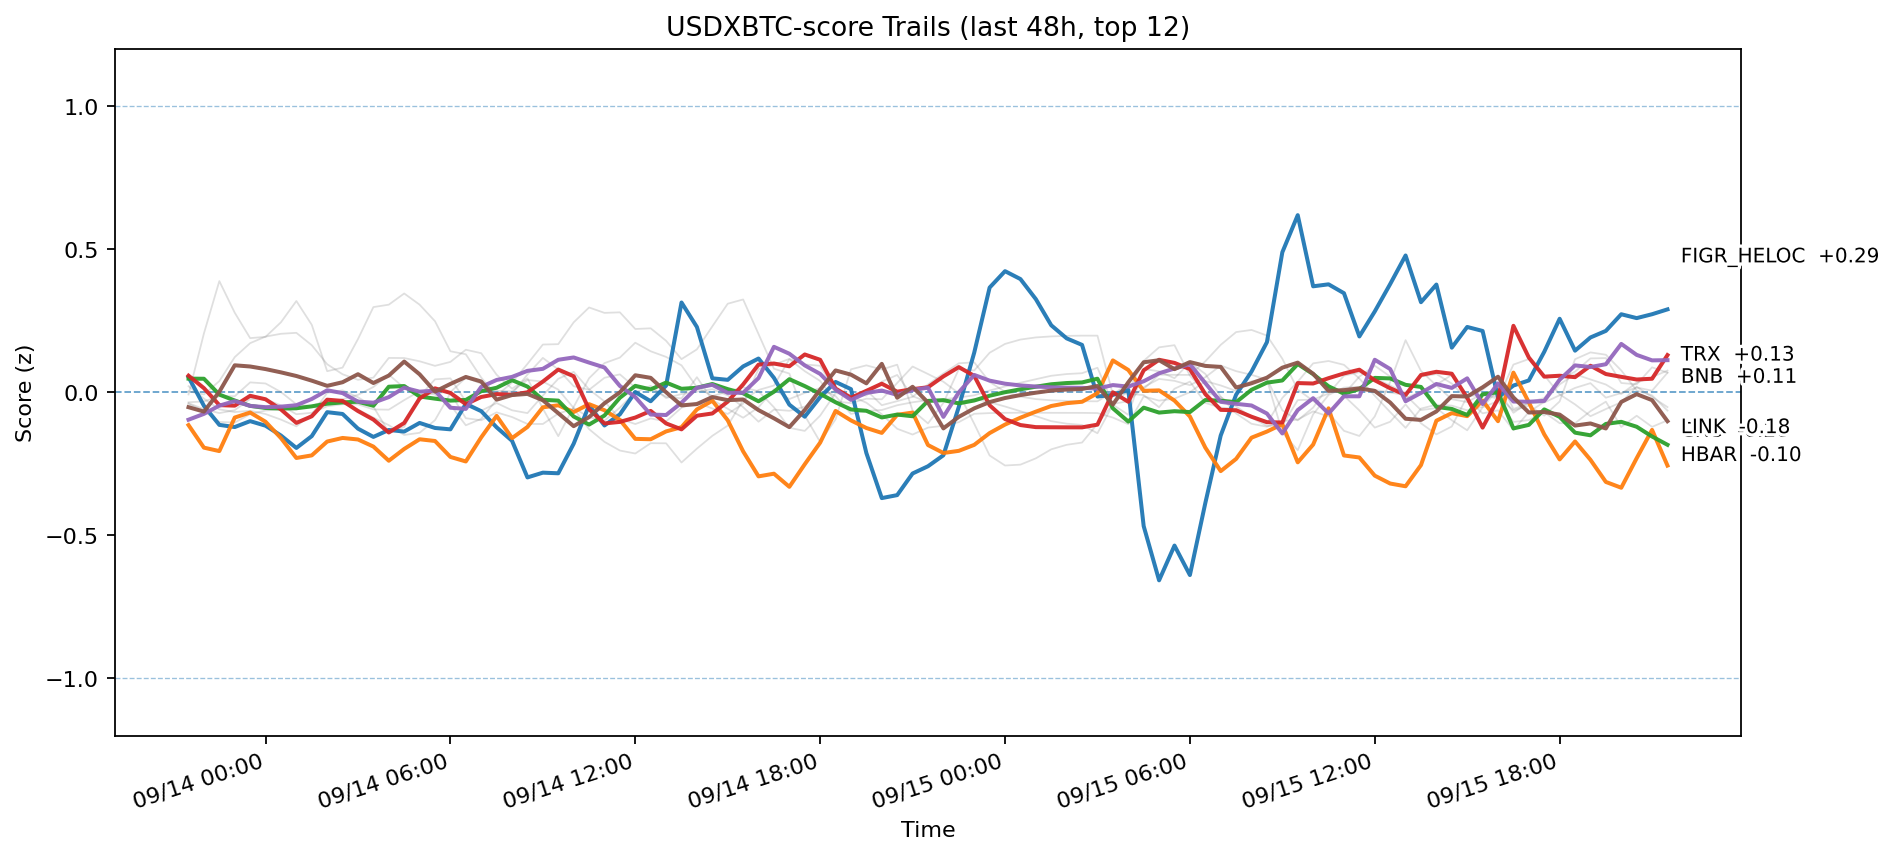 USDXBTC-score Trails (last 48h, top 12)
Score (z)
1.0
0.5
0.0
−0.5
−1.0
FIGR_HELOC +0.29
TRX +0.13
BNB +0.11
LINK -0.18
HBAR -0.10
09/14 00:00
09/14 06:00
09/14 12:00
09/14 18:00
09/15 00:00
09/15 06:00
09/15 12:00
09/15 18:00
Time